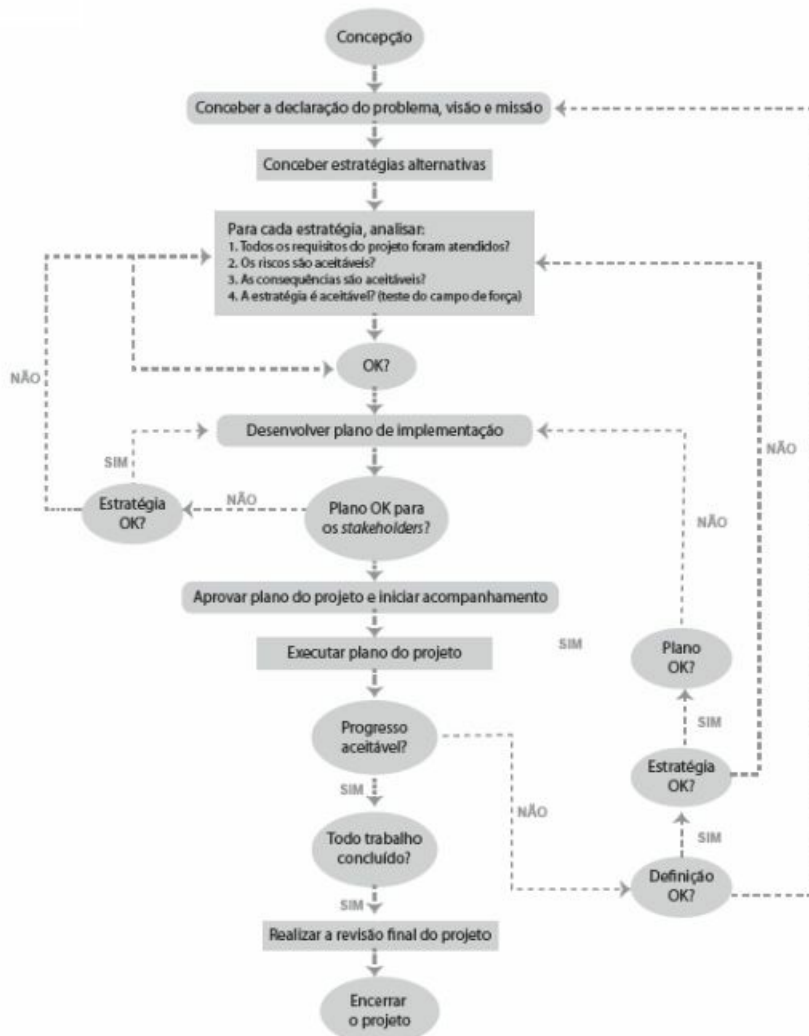 Concepção
Conceber a declaração do problema, visão e missão
Conceber estratégias alternativas
Para cada estratégia, analisar:
1. Todos os requisitos do projeto foram atendidos?
2. Os riscos são aceitáveis?
3. As consequências são aceitáveis?
4. A estratégia é aceitável? (teste do campo de força)
OK?
NÃO
Desenvolver plano de implementação
NÃO
SIM
Estratégia
OK?
NÃO
Plano OK para
os stakeholders?
NÃO
Aprovar plano do projeto e iniciar acompanhamento
Executar plano do projeto
SIM
Plano
OK?
SIM
Progresso
aceitável?
Estratégia
OK?
SIM
NÃO
SIM
Todo trabalho
concluído?
Definição
OK?
SIM
Realizar a revisão final do projeto
Encerrar
o projeto